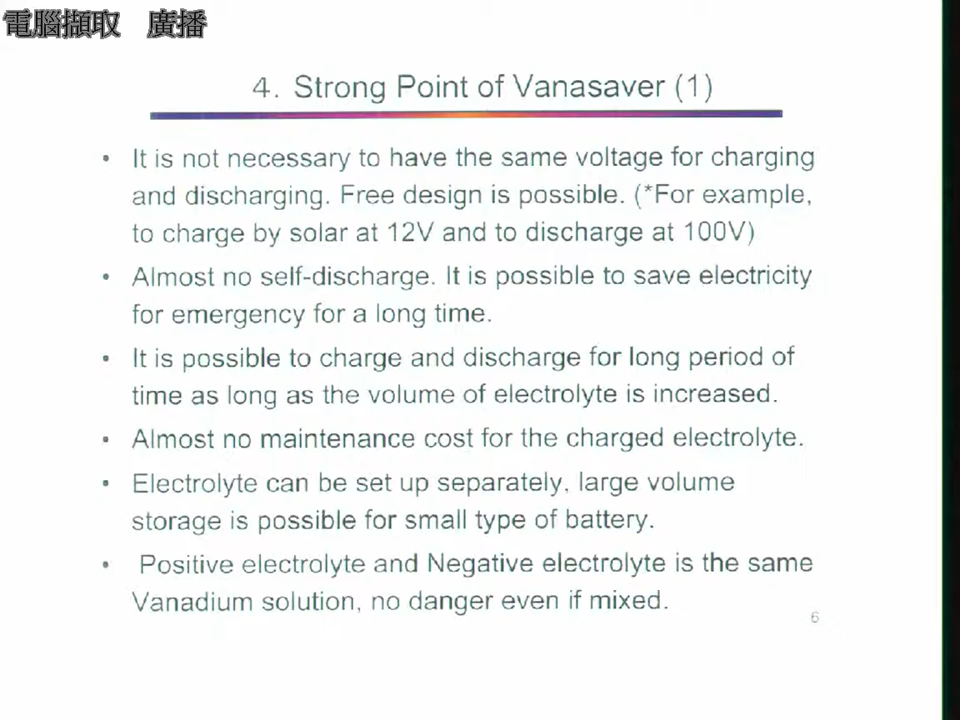 電腦擷取 廣播
4. Strong Point of Vanasaver (1)
• It is not necessary to have the same voltage for charging
and discharging. Free design is possible. (*For example,
to charge by solar at 12V and to discharge at 100V)
• Almost no self-discharge. It is possible to save electricity
for emergency for a long time.
• It is possible to charge and discharge for long period of
time as long as the volume of electrolyte is increased.
• Almost no maintenance cost for the charged electrolyte.
• Electrolyte can be set up separately, large volume
storage is possible for small type of battery.
• Positive electrolyte and Negative electrolyte is the same
Vanadium solution, no danger even if mixed.
6